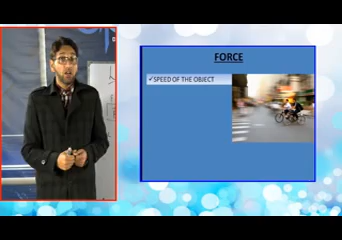 FORCE
✓SPEED OF THE OBJECT